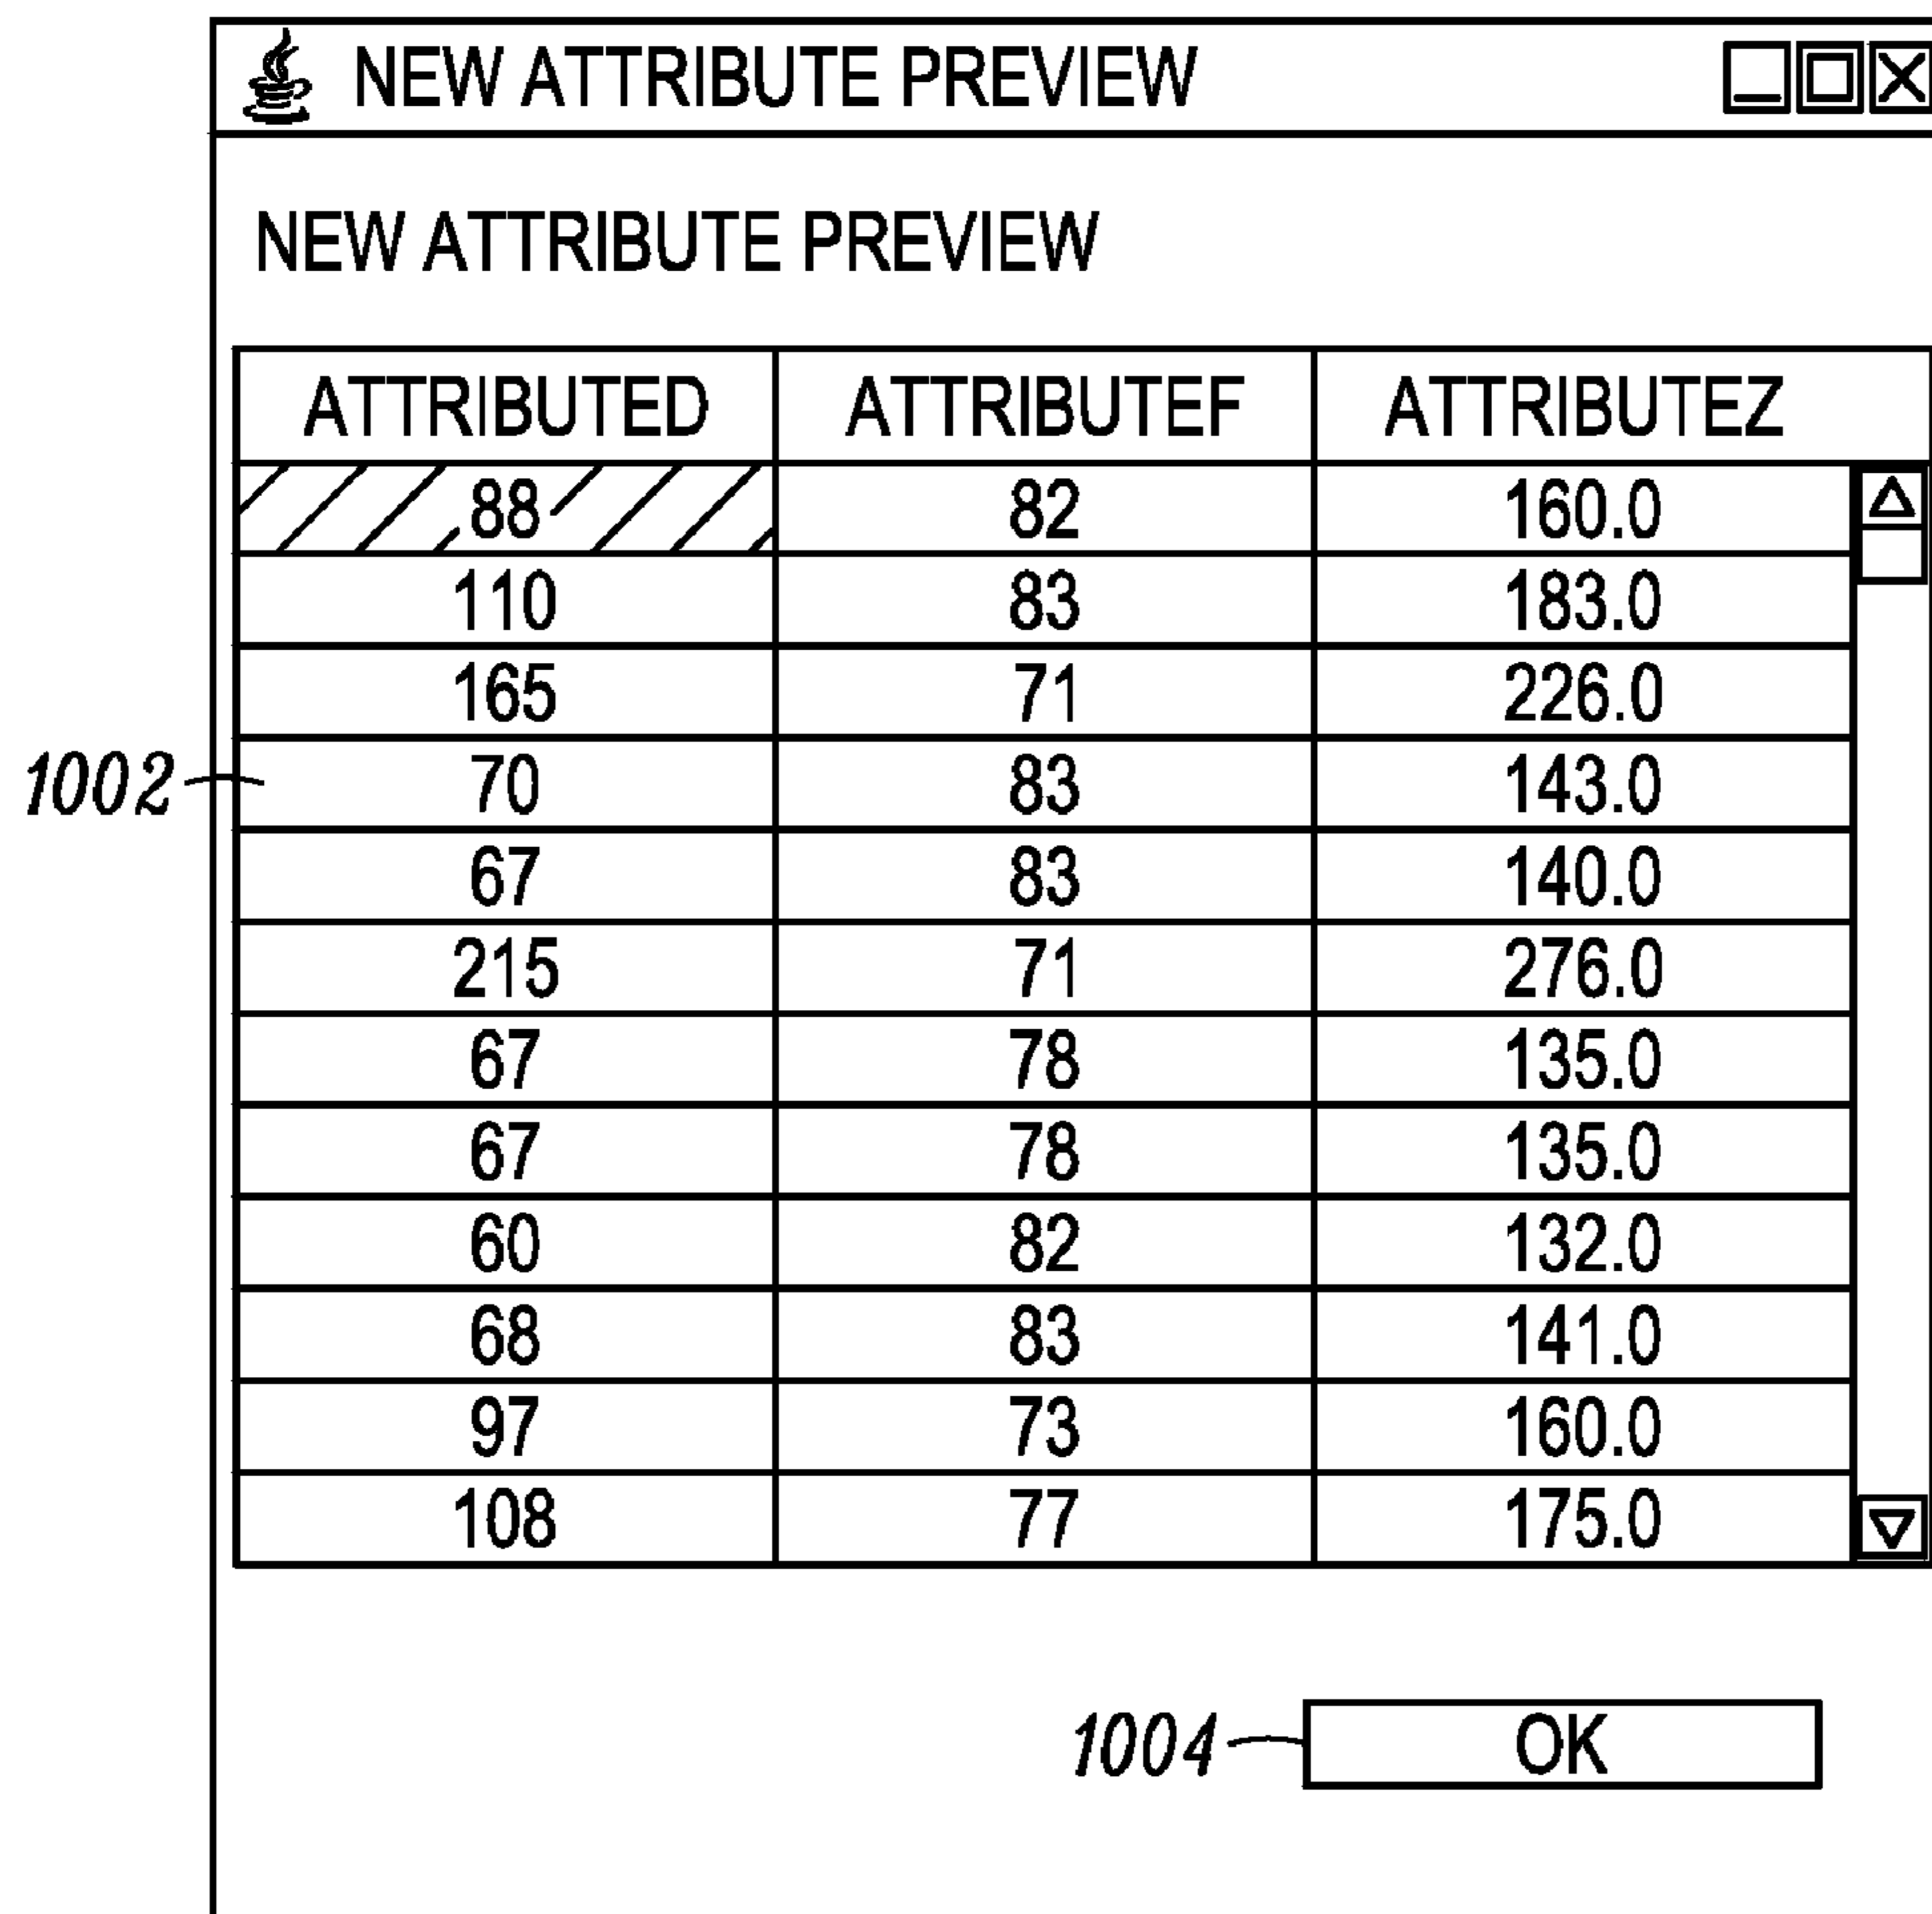 NEW ATTRIBUTE PREVIEW
NEW ATTRIBUTE PREVIEW
ATTRIBUTED ATTRIBUTEF ATTRIBUTEZ
88 82 160.0
110 83 183.0
165 71 226.0
1002 70 83 143.0
67 83 140.0
215 71 276.0
67 78 135.0
67 78 135.0
60 82 132.0
68 83 141.0
97 73 160.0
108 77 175.0
1004 OK